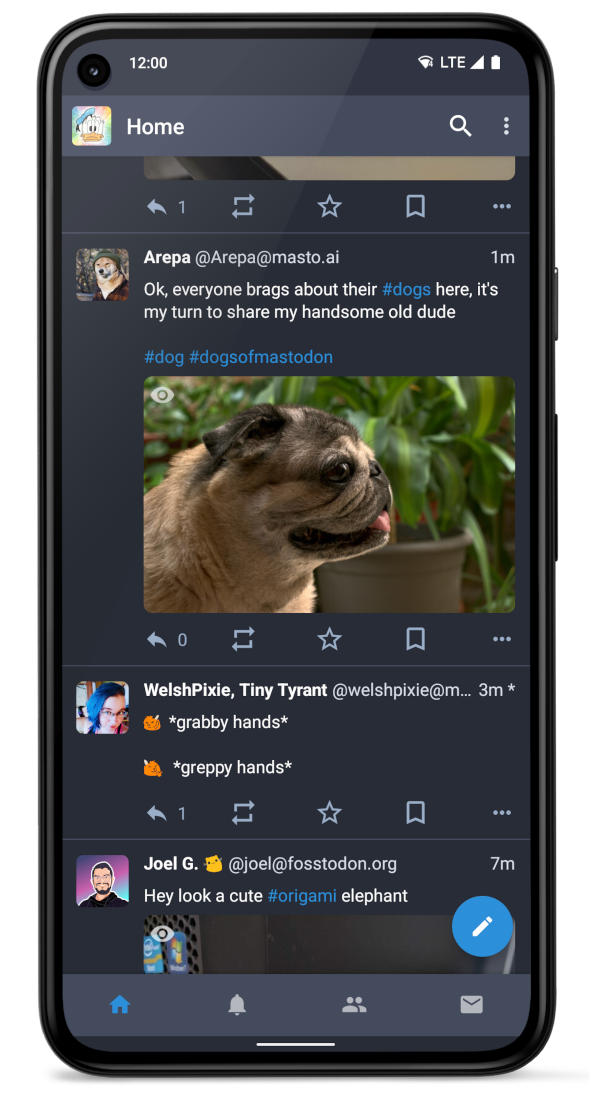 12:00 LTE
Home
1
Arepa @Arepa@masto.ai 1m
Ok, everyone brags about their #dogs here, it's
my turn to share my handsome old dude
#dog #dogsofmastodon
0
WelshPixie, Tiny Tyrant @welshpixie@m... 3m *
*grabby hands*
*greppy hands*
1
Joel G. @joel@fosstodon.org 7m
Hey look a cute #origami elephant